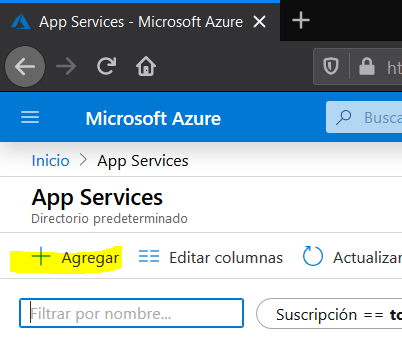 App Services - Microsoft Azure
Microsoft Azure
Busca
Inicio > App Services
App Services
Directorio predeterminado
Agregar Editar columnas Actualizar
Filtrar por nombre... Suscripción == to